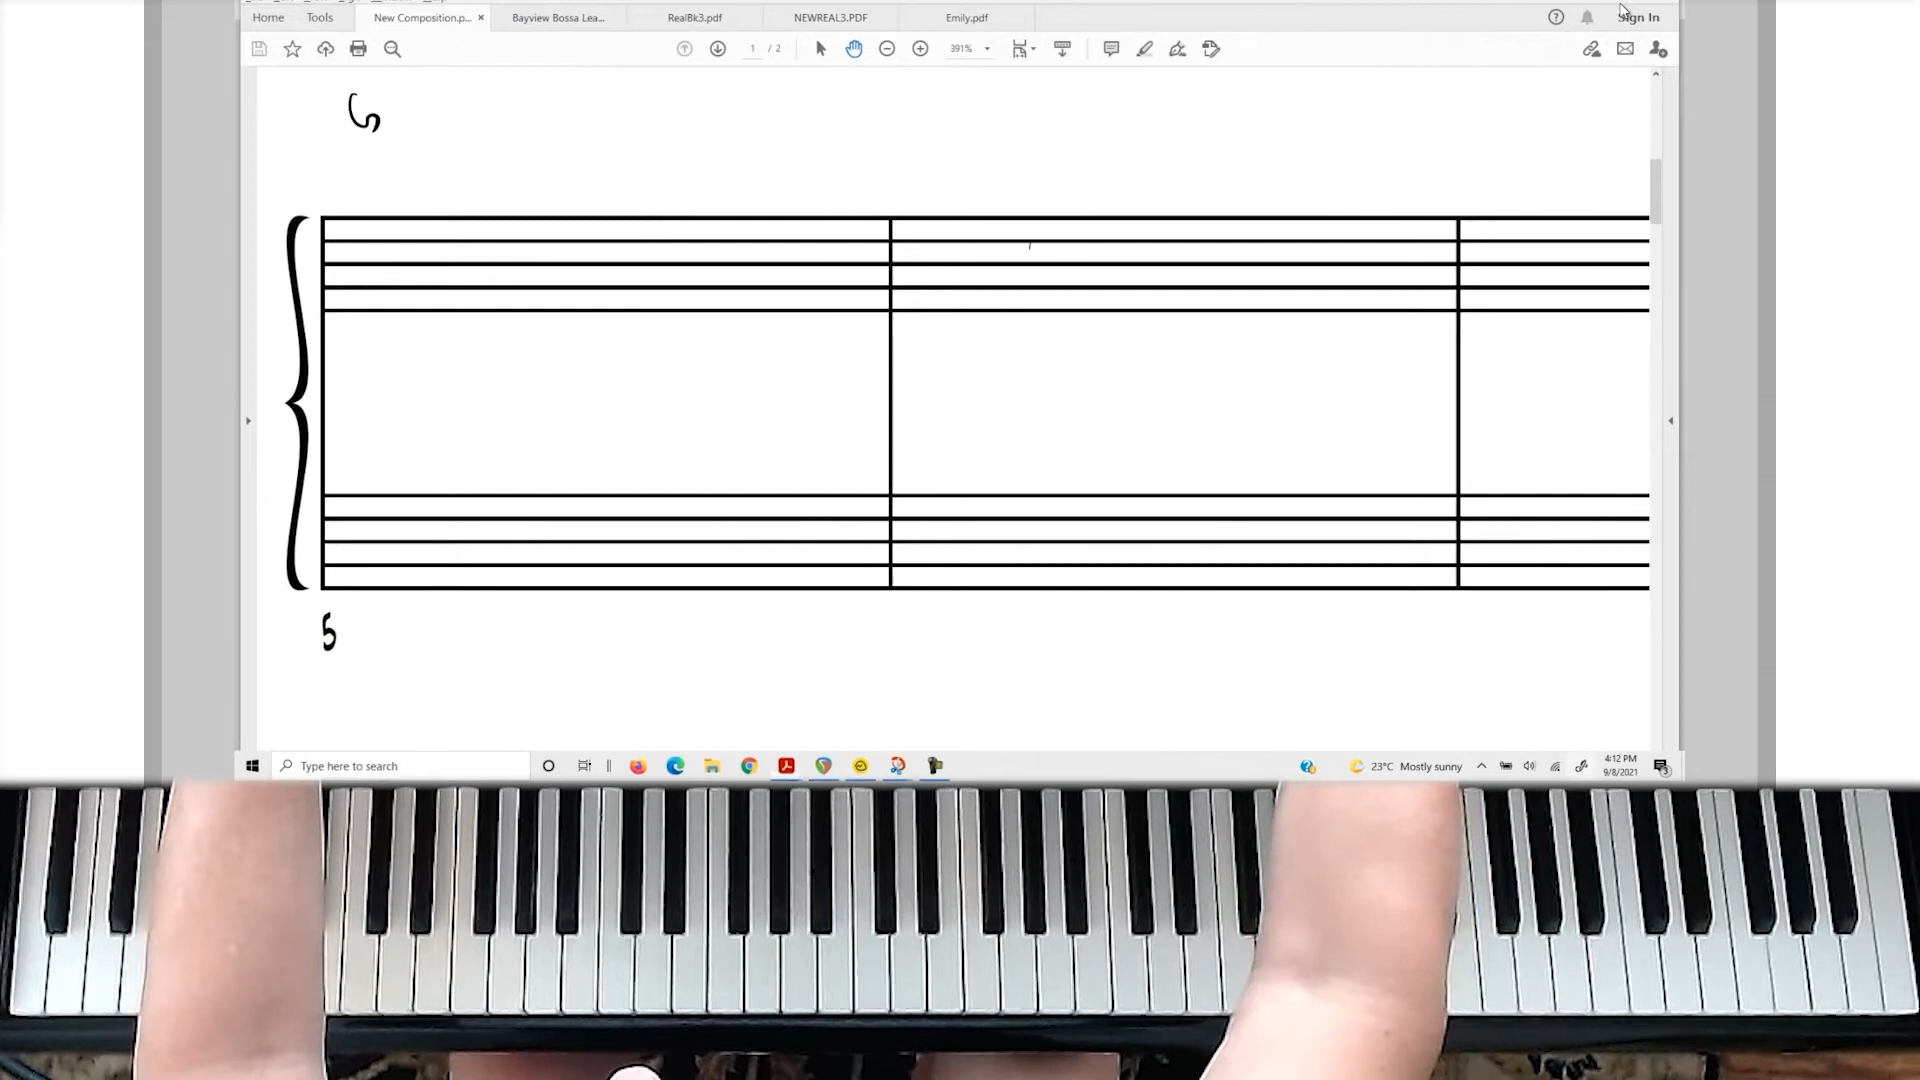 Home Tools New Composition.p... × Bayview Bossa Lea... RealBk3.pdf NEWREAL3.PDF Emily.pdf Sign In
1 / 2 391%
G
5
Type here to search 23°C Mostly sunny 4:12 PM
9/8/2021 3